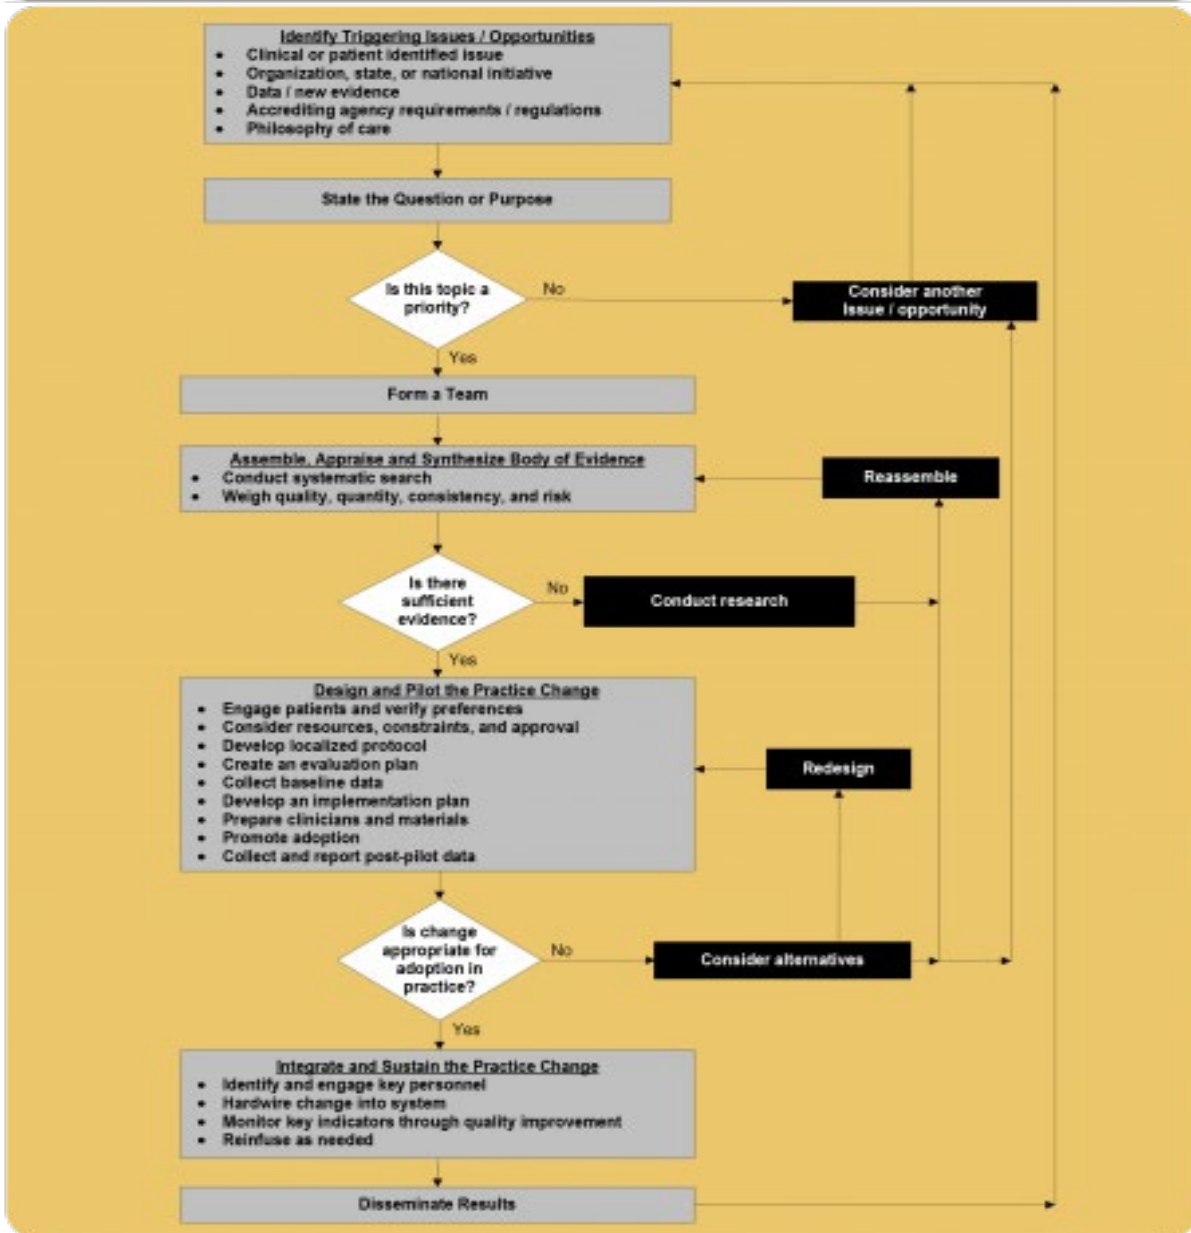 Identify Triggering Issues / Opportunities
• Clinical or patient identified issue
• Organization, state, or national initiative
• Data / new evidence
• Accrediting agency requirements / regulations
• Philosophy of care
State the Question or Purpose
Is this topic a
priority?
No
Consider another
Issue / opportunity
Yes
Form a Team
Assemble, Appraise and Synthesize Body of Evidence
• Conduct systematic search
• Weigh quality, quantity, consistency, and risk
Reassemble
Is there
sufficient
evidence?
No
Conduct research
Yes
Design and Pilot the Practice Change
• Engage patients and verify preferences
• Consider resources, constraints, and approval
• Develop localized protocol
• Create an evaluation plan
• Collect baseline data
• Develop an implementation plan
• Prepare clinicians and materials
• Promote adoption
• Collect and report post-pilot data
Redesign
Is change
appropriate for
adoption in
practice?
No
Consider alternatives
Yes
Integrate and Sustain the Practice Change
• Identify and engage key personnel
• Hardwire change into system
• Monitor key indicators through quality improvement
• Reinfuse as needed
Disseminate Results